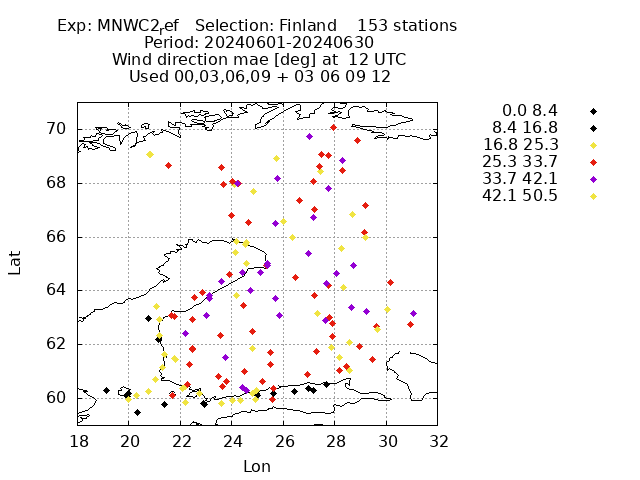 Exp: MNWC2ref Selection: Finland 153 stations
Period: 20240601-20240630
Wind direction mae [deg] at 12 UTC
Used 00,03,06,09 + 03 06 09 12
0.0 8.4
8.4 16.8
16.8 25.3
25.3 33.7
33.7 42.1
42.1 50.5
70
68
66
64
62
60
Lat
18 20 22 24 26 28 30 32
Lon